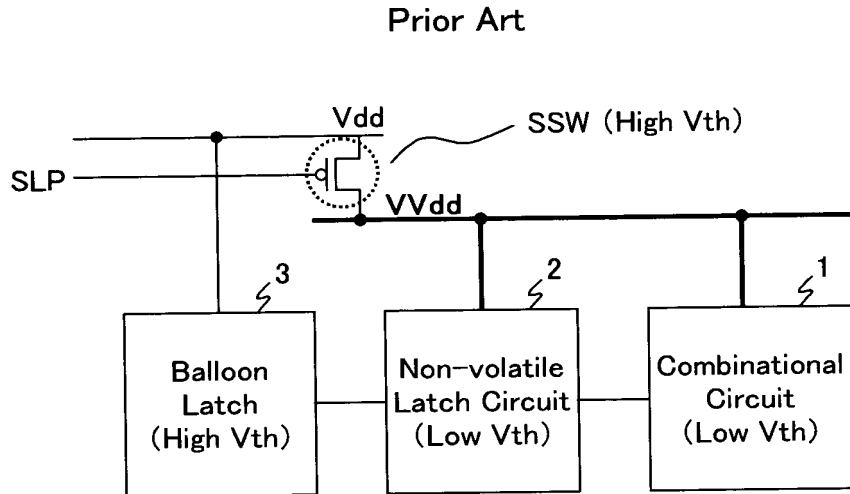 Prior Art
Vdd
SSW (High Vth)
SLP
VVdd
3
2
1
Balloon
Latch
(High Vth)
Non-volatile
Latch Circuit
(Low Vth)
Combinational
Circuit
(Low Vth)